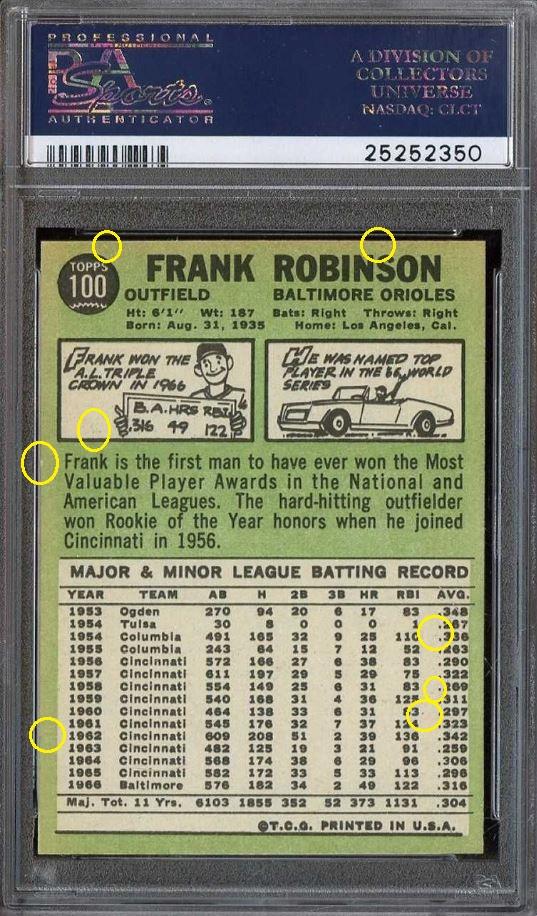 PROFESSIONAL
PSA
Sports
AUTHENTICATOR
A DIVISION OF
COLLECTORS
UNIVERSE
NASDAQ: CLCT
25252350
TOPPS
100
FRANK ROBINSON
OUTFIELD BALTIMORE ORIOLES
Ht: 6'1" Wt: 187 Bats: Right Throws: Right
Born: Aug. 31, 1935 Home: Los Angeles, Cal.
FRANK WON THE
A.L. TRIPLE
CROWN IN 1966
B.A. HRS RBI
.316 49 122
HE WAS NAMED TOP
PLAYER IN THE 66 WORLD
SERIES
Frank is the first man to have ever won the Most
Valuable Player Awards in the National and
American Leagues. The hard-hitting outfielder
won Rookie of the Year honors when he joined
Cincinnati in 1956.
MAJOR & MINOR LEAGUE BATTING RECORD
YEAR TEAM AB H 2B 3B HR RBI AVG.
1953 Ogden 270 94 20 6 17 83 .348
1954 Tulsa 30 8 0 0 0 1 .267
1954 Columbia 491 165 32 9 25 110 .336
1955 Columbia 243 64 15 7 12 52 .263
1956 Cincinnati 572 166 27 6 38 83 .290
1957 Cincinnati 611 197 29 5 29 75 .322
1958 Cincinnati 554 149 25 6 31 83 .269
1959 Cincinnati 540 168 31 4 36 125 .311
1960 Cincinnati 464 138 33 6 31 83 .297
1961 Cincinnati 545 176 32 7 37 .323
1962 Cincinnati 609 208 51 2 39 136 .342
1963 Cincinnati 482 125 19 3 21 91 .259
1964 Cincinnati 568 174 38 6 29 96 .306
1965 Cincinnati 582 172 33 5 33 113 .296
1966 Baltimore 576 182 34 2 49 122 .316
Maj. Tot. 11 Yrs. 6103 1855 352 52 373 1131 .304
©T.C.G. PRINTED IN U.S.A.